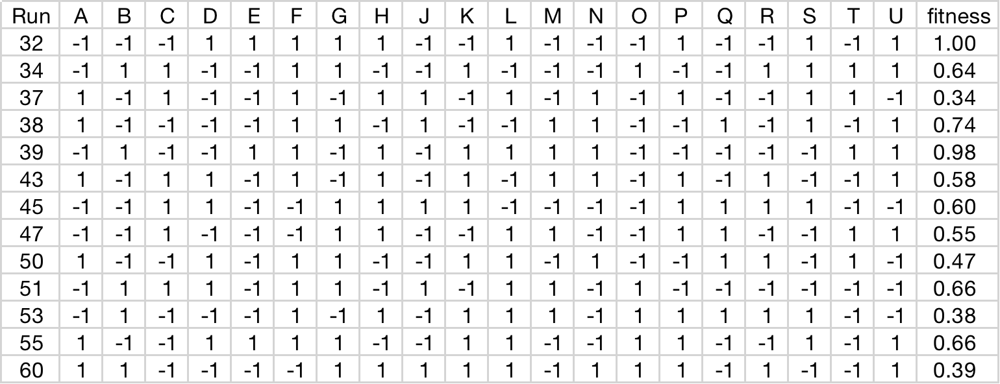 Run A B C D E F G H J K L M N O P Q R S T U fitness
32 -1 -1 -1 1 1 1 1 1 -1 -1 1 -1 -1 -1 1 -1 -1 1 -1 1 1.00
34 -1 1 1 -1 -1 1 1 -1 -1 1 -1 -1 -1 1 -1 -1 1 1 1 1 0.64
37 1 -1 1 -1 -1 1 -1 1 1 -1 1 -1 1 -1 1 -1 -1 1 1 -1 0.34
38 1 -1 -1 -1 -1 1 1 -1 1 -1 -1 1 1 -1 -1 1 -1 1 -1 1 0.74
39 -1 1 -1 -1 1 1 -1 1 -1 1 1 1 1 -1 -1 -1 -1 -1 1 1 0.98
43 1 -1 1 1 -1 1 -1 1 -1 1 -1 1 1 -1 1 -1 1 -1 -1 1 0.58
45 -1 -1 1 1 -1 -1 1 1 1 1 -1 -1 -1 -1 1 1 1 1 -1 -1 0.60
47 -1 -1 1 -1 -1 -1 1 1 -1 -1 1 1 -1 -1 1 1 -1 -1 1 1 0.55
50 1 -1 -1 1 -1 1 1 -1 -1 1 1 -1 1 -1 -1 1 1 -1 1 -1 0.47
51 -1 1 1 1 -1 1 1 -1 1 -1 1 1 -1 1 -1 -1 -1 -1 -1 -1 0.66
53 -1 1 -1 -1 -1 1 -1 1 -1 1 1 1 -1 1 1 1 1 1 -1 -1 0.38
55 1 -1 -1 1 1 1 1 -1 -1 1 1 -1 -1 1 1 -1 -1 1 -1 1 0.66
60 1 1 -1 -1 -1 -1 1 1 1 1 1 -1 1 1 1 -1 1 -1 -1 1 0.39